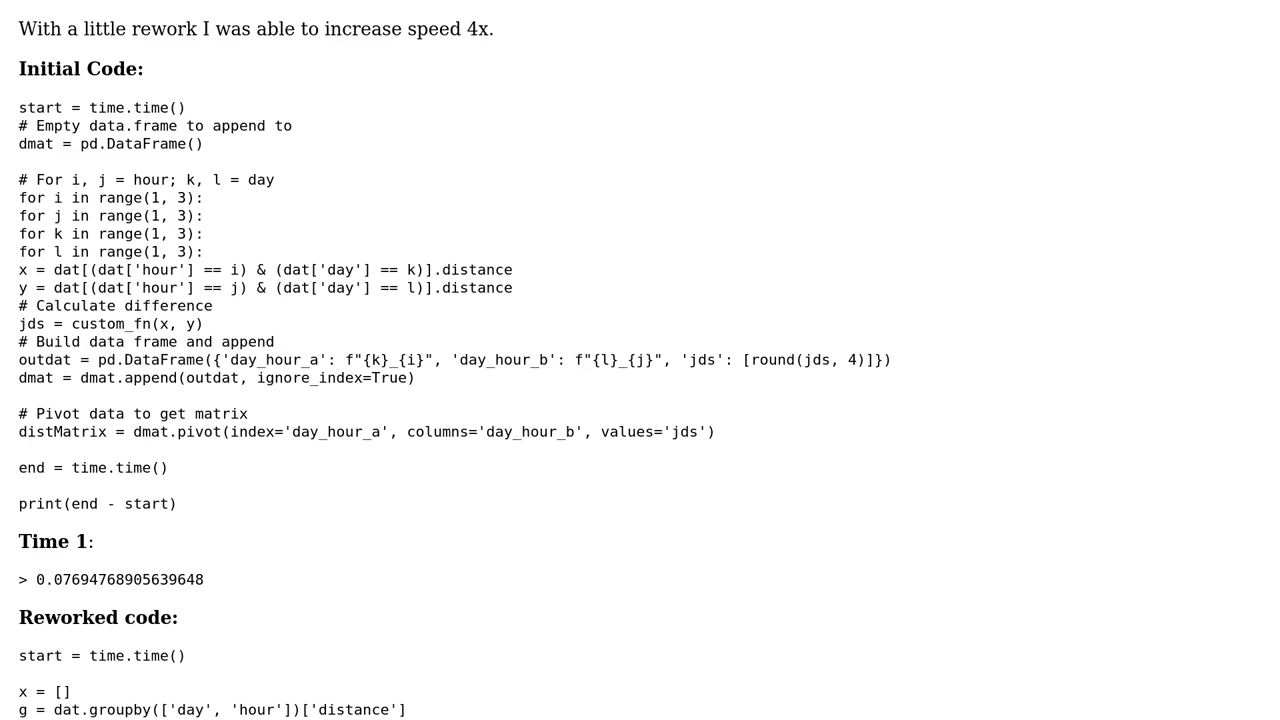 With a little rework I was able to increase speed 4x.
Initial Code:
start = time.time()
# Empty data.frame to append to
dmat = pd.DataFrame()
# For i, j = hour; k, l = day
for i in range(1, 3):
for j in range(1, 3):
for k in range(1, 3):
for l in range(1, 3):
x = dat[(dat['hour'] == i) & (dat['day'] == k)].distance
y = dat[(dat['hour'] == j) & (dat['day'] == l)].distance
# Calculate difference
jds = custom_fn(x, y)
# Build data frame and append
outdat = pd.DataFrame({'day_hour_a': f"{k}_{i}", 'day_hour_b': f"{l}_{j}", 'jds': [round(jds, 4)]})
dmat = dmat.append(outdat, ignore_index=True)
# Pivot data to get matrix
distMatrix = dmat.pivot(index='day_hour_a', columns='day_hour_b', values='jds')
end = time.time()
print(end - start)
Time 1:
> 0.07694768905639648
Reworked code:
start = time.time()
x = []
g = dat.groupby(['day', 'hour'])['distance']